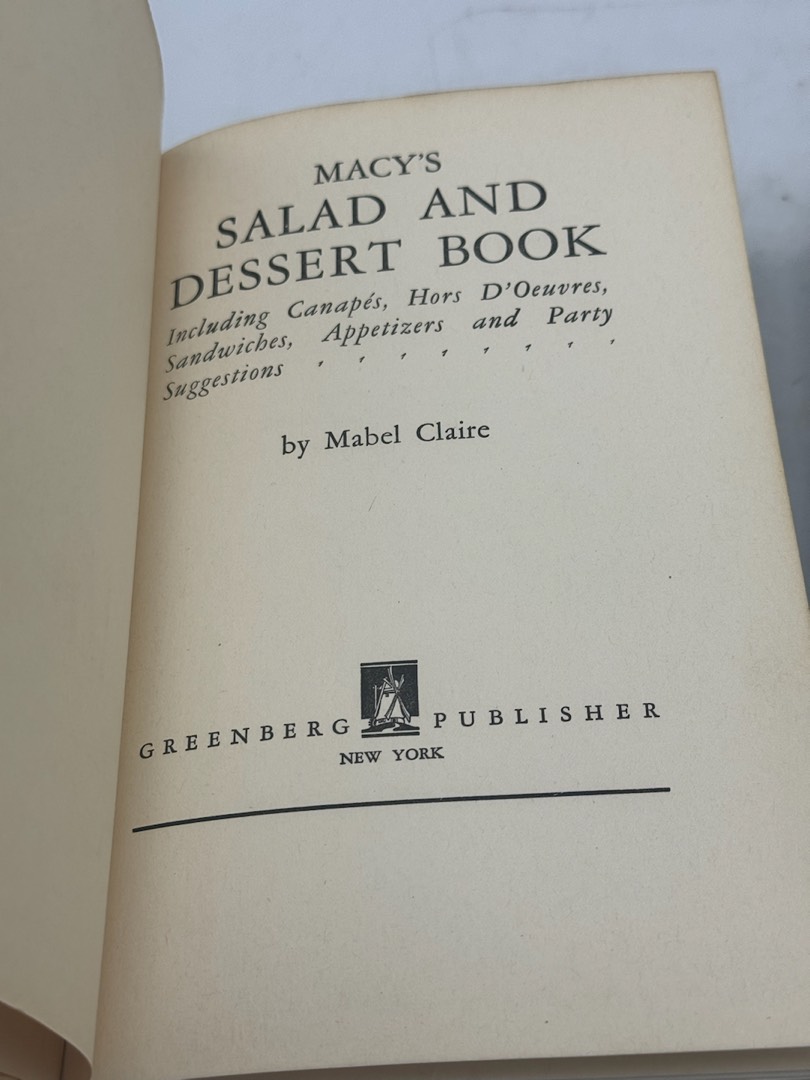 MACY'S
SALAD AND
DESSERT BOOK
Including Canapés, Hors D'Oeuvres,
Sandwiches, Appetizers and Party
Suggestions , , , , , , , ,
by Mabel Claire
GREENBERG PUBLISHER
NEW YORK